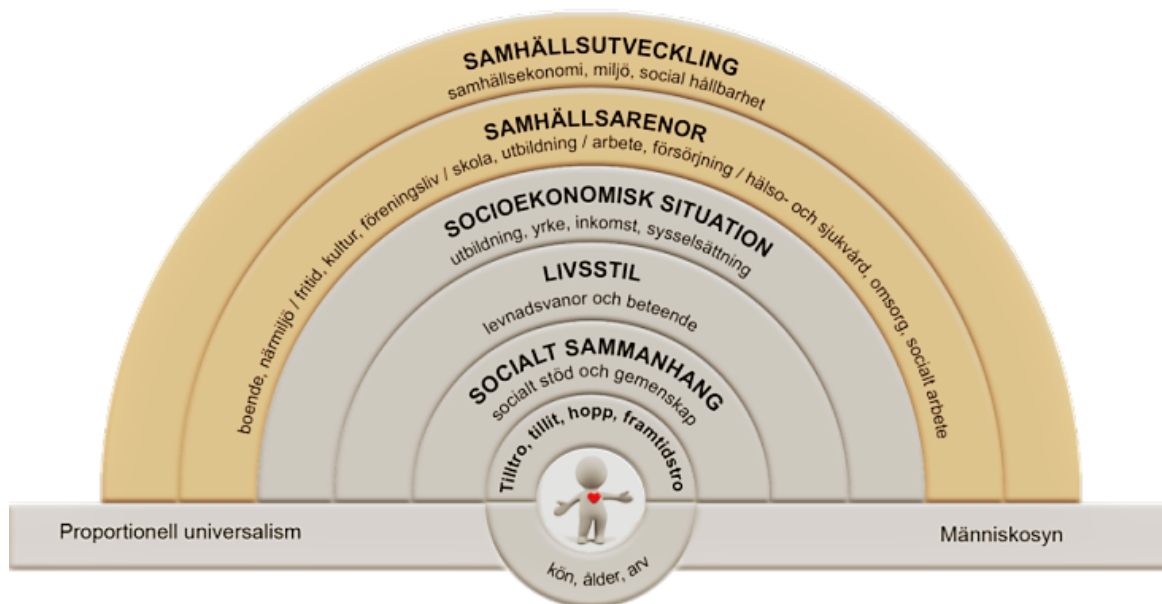 SAMHÄLLSUTVECKLING
samhällsekonomi, miljö, social hållbarhet
SAMHÄLLSARENOR
boende, närmiljö / fritid, kultur, föreningsliv / skola, utbildning / arbete, försörjning / hälso- och sjukvård, omsorg, socialt arbete
SOCIOEKONOMISK SITUATION
utbildning, yrke, inkomst, sysselsättning
LIVSSTIL
levnadsvanor och beteende
SOCIALT SAMMANHANG
socialt stöd och gemenskap
Tilltro, tillit, hopp, framtidstro
Proportionell universalism
Människosyn
kön, ålder, arv